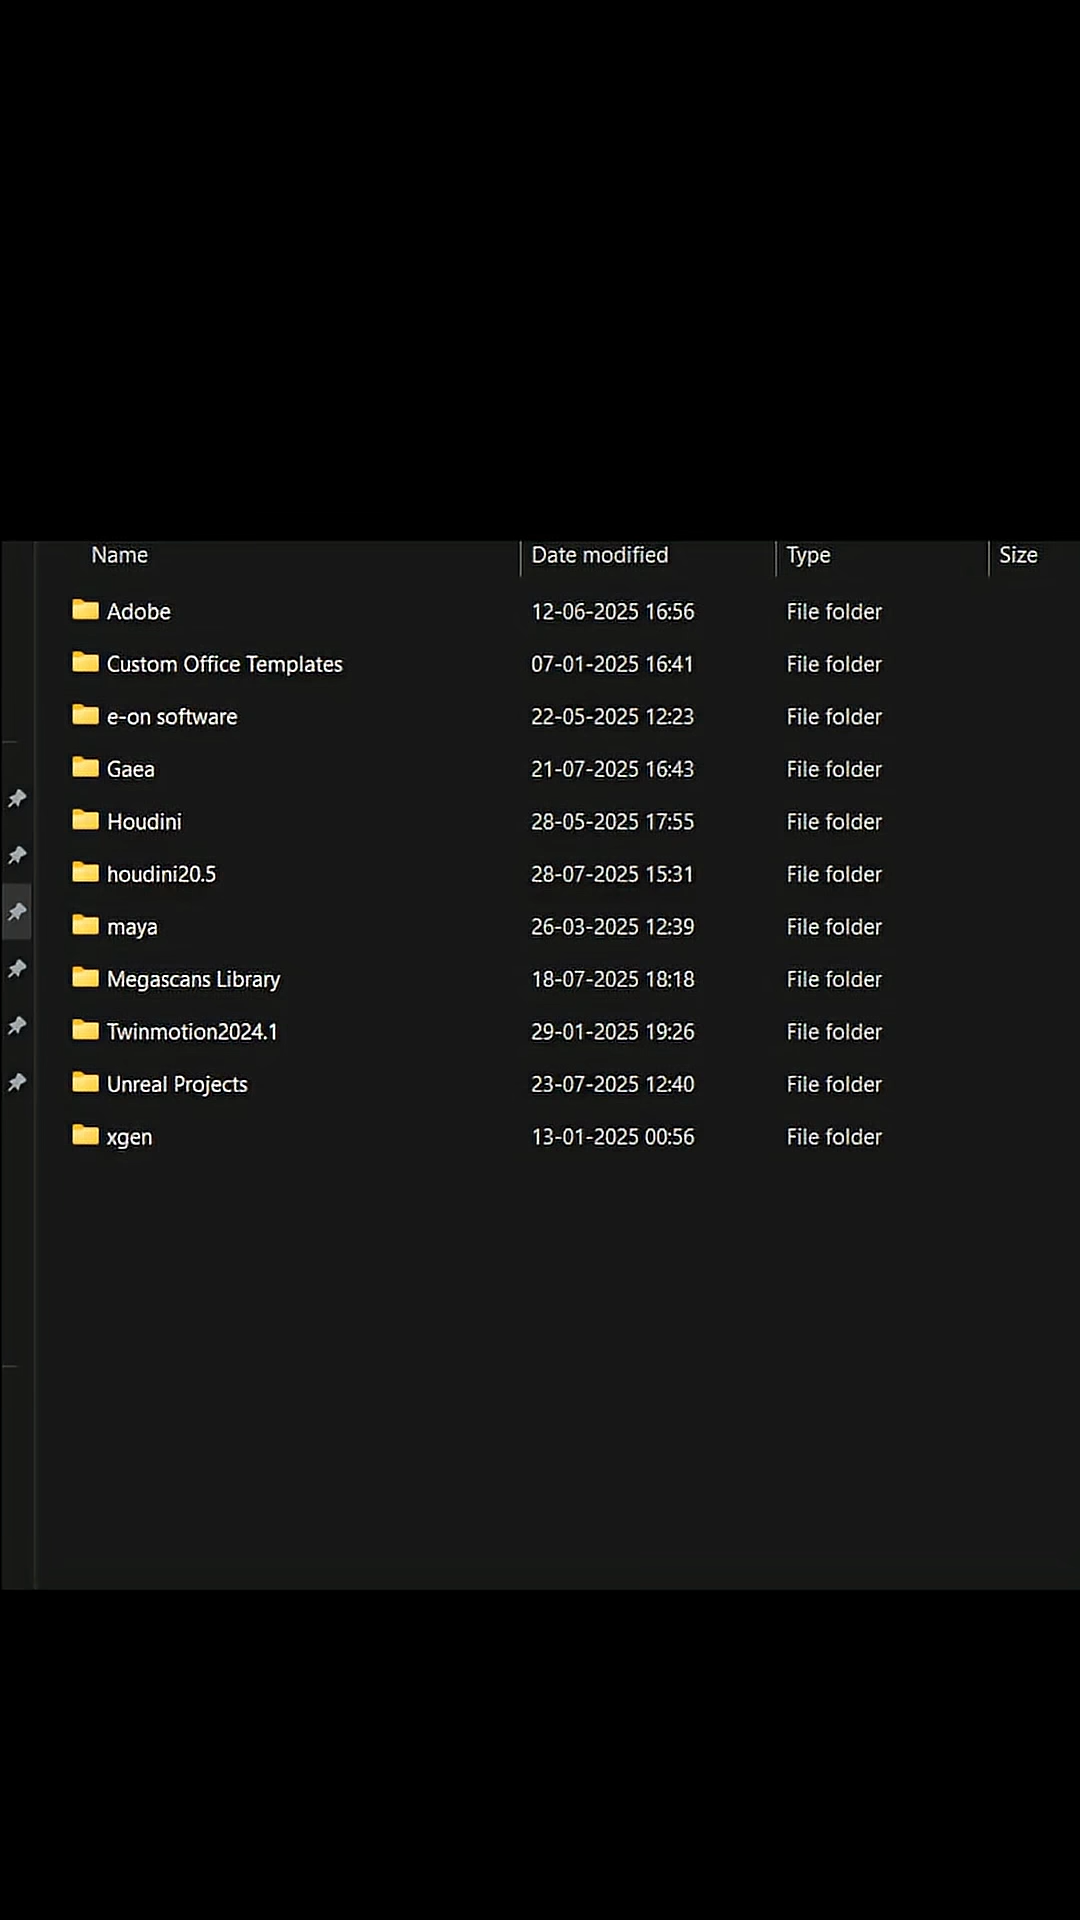 Name Date modified Type Size
Adobe 12-06-2025 16:56 File folder
Custom Office Templates 07-01-2025 16:41 File folder
e-on software 22-05-2025 12:23 File folder
Gaea 21-07-2025 16:43 File folder
Houdini 28-05-2025 17:55 File folder
houdini20.5 28-07-2025 15:31 File folder
maya 26-03-2025 12:39 File folder
Megascans Library 18-07-2025 18:18 File folder
Twinmotion2024.1 29-01-2025 19:26 File folder
Unreal Projects 23-07-2025 12:40 File folder
xgen 13-01-2025 00:56 File folder